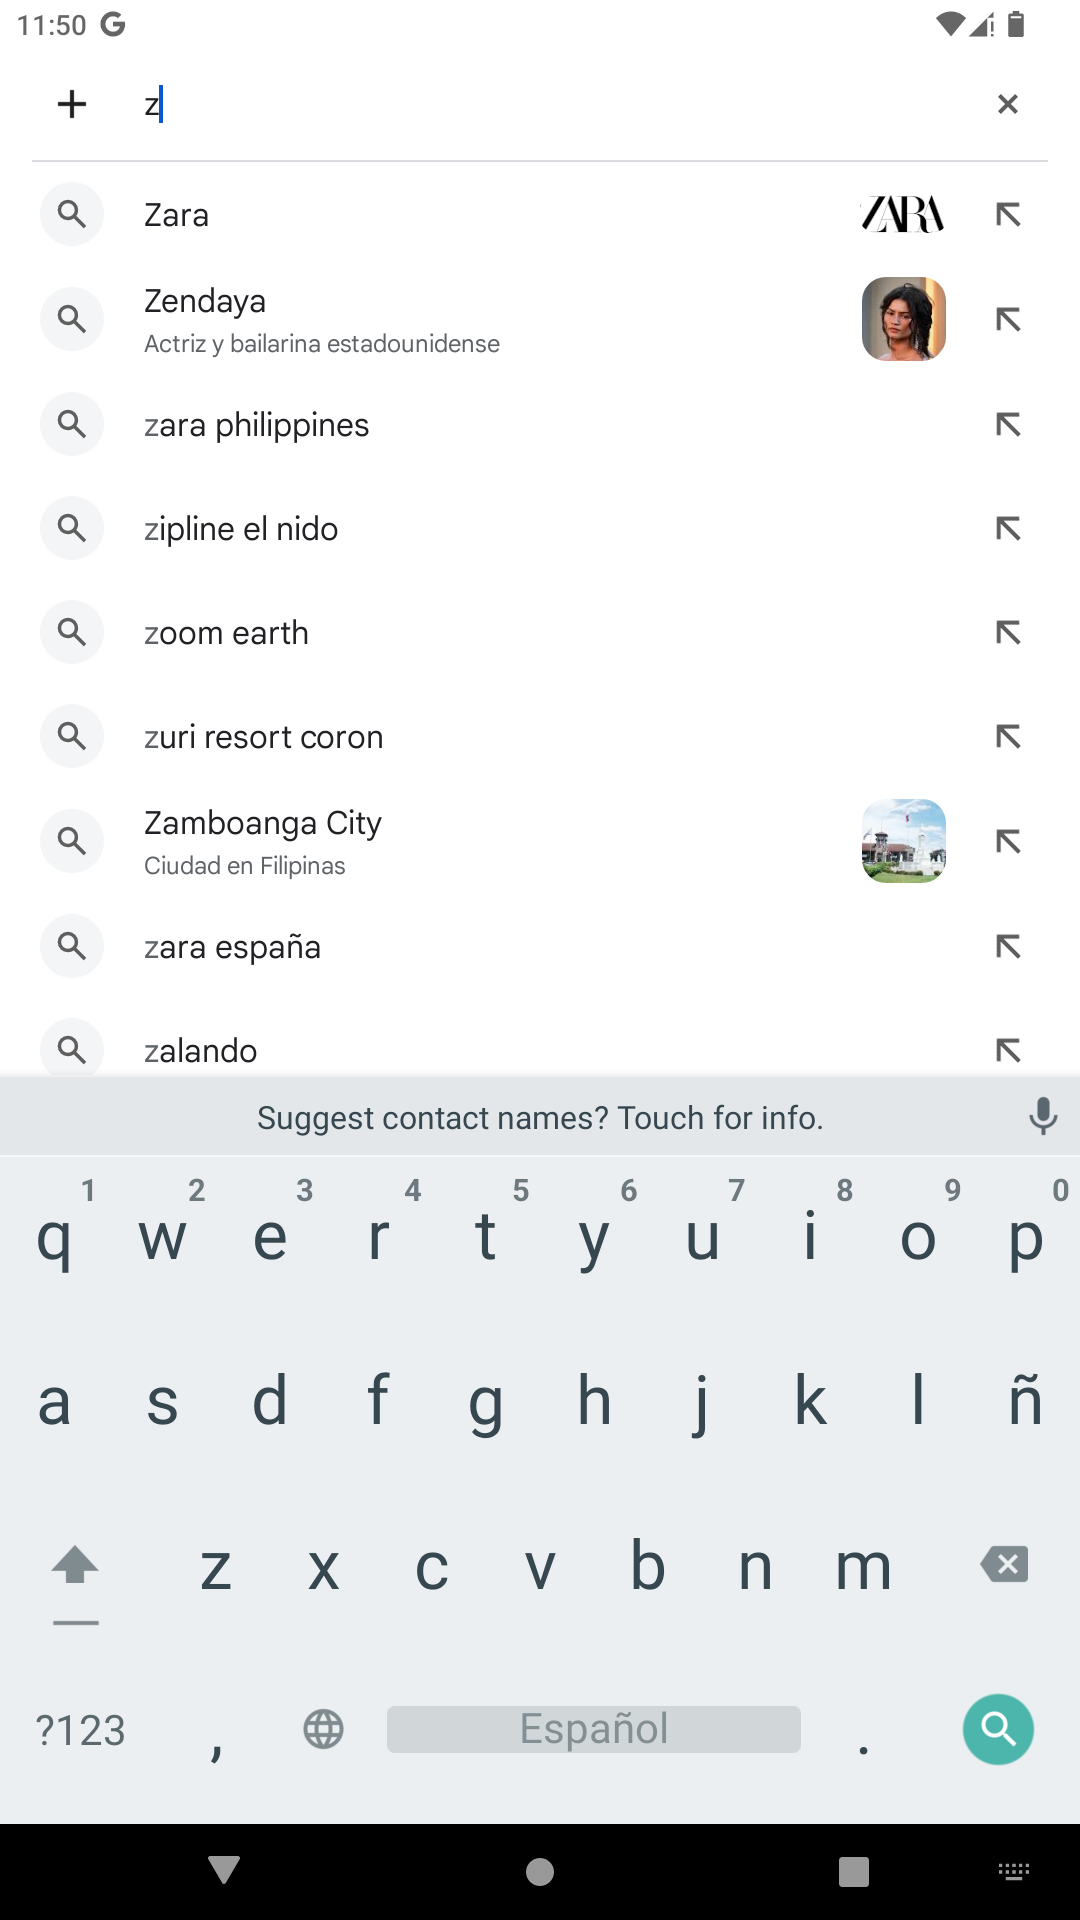 11:50
z
Zara
ZARA
Zendaya
Actriz y bailarina estadounidense
zara philippines
zipline el nido
zoom earth
zuri resort coron
Zamboanga City
Ciudad en Filipinas
zara españa
zalando
Suggest contact names? Touch for info.
1 2 3 4 5 6 7 8 9 0
q w e r t y u i o p
a s d f g h j k l ñ
z x c v b n m
?123 , Español .